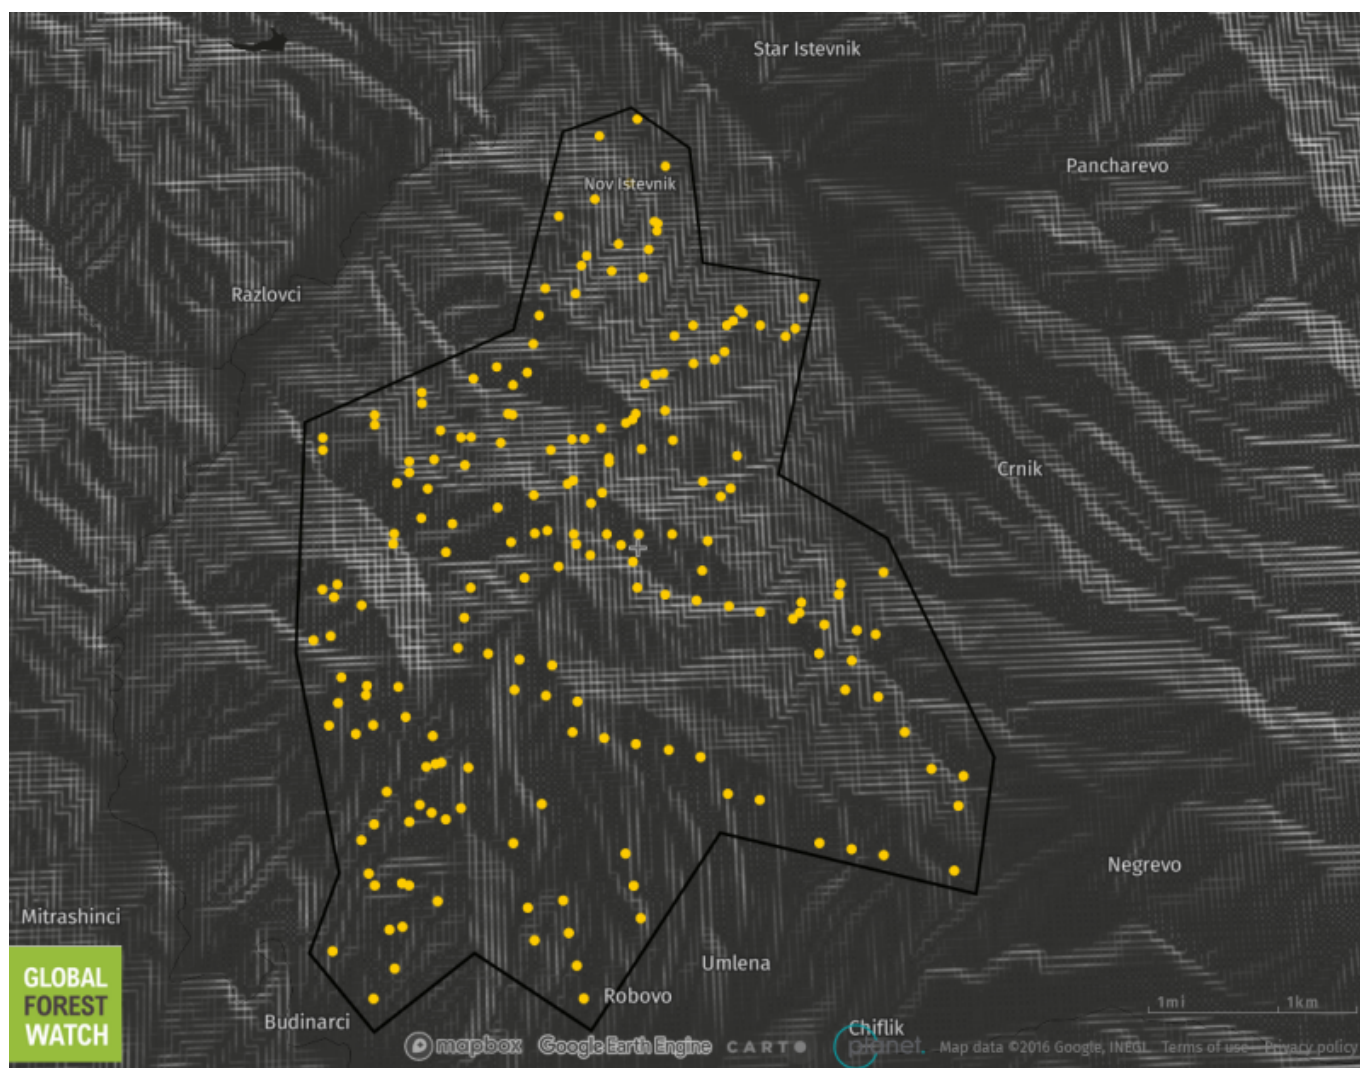 Star Istevnik
Pancharevo
Nov Istevnik
Razlovci
Crnik
Negrevo
Mitrashinci
Umlena
GLOBAL
FOREST
WATCH
Robovo
1mi
1km
Budinarci
Chiflik
mapbox
Google Earth Engine
CARTO
planet.
Map data ©2016 Google, INEGI
Terms of use
Privacy policy